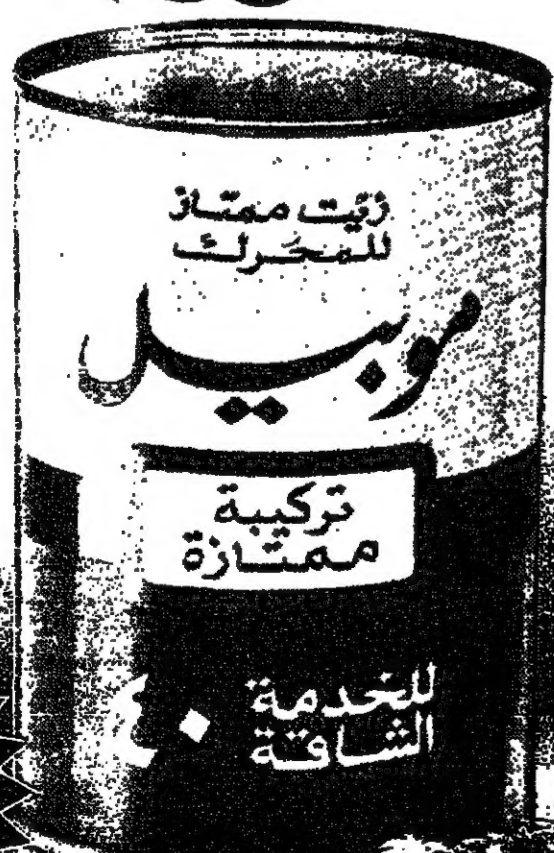 زيت ممتاز
للمحرك
موبيل
تركيبة
ممتازة
للخدمة
الشاقة
٤٠